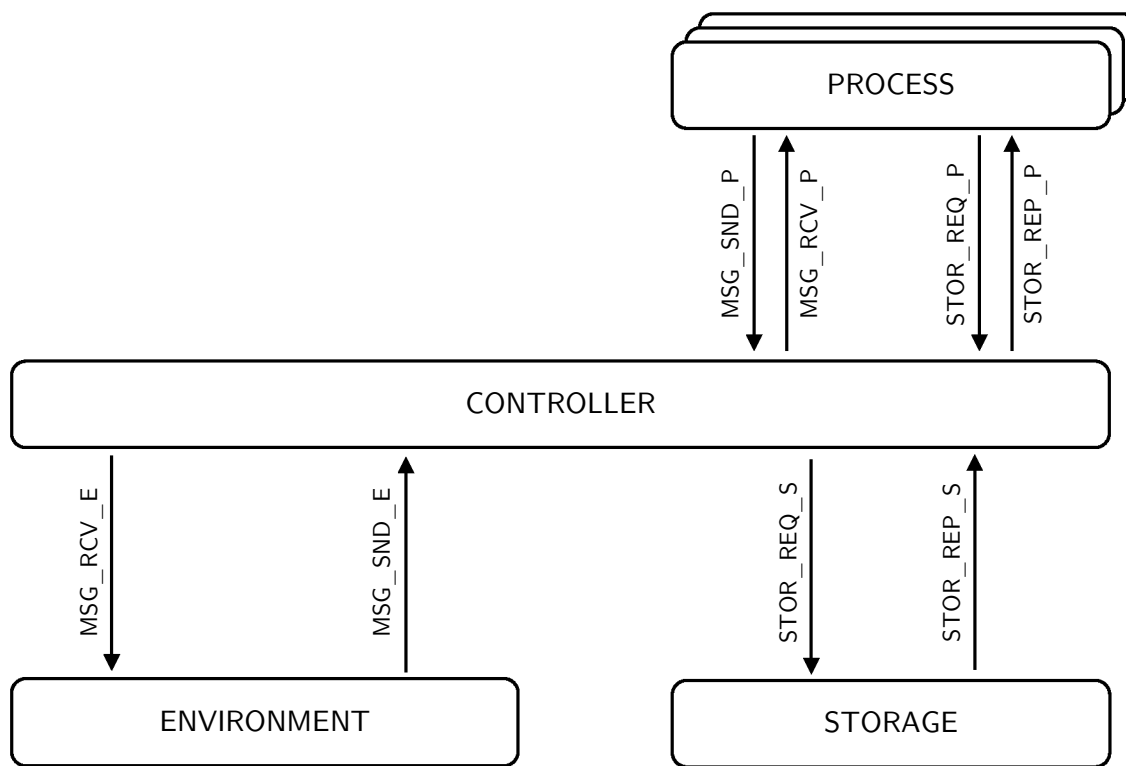 PROCESS
MSG_SND_P
MSG_RCV_P
STOR_REQ_P
STOR_REP_P
CONTROLLER
MSG_RCV_E
MSG_SND_E
STOR_REQ_S
STOR_REP_S
ENVIRONMENT
STORAGE